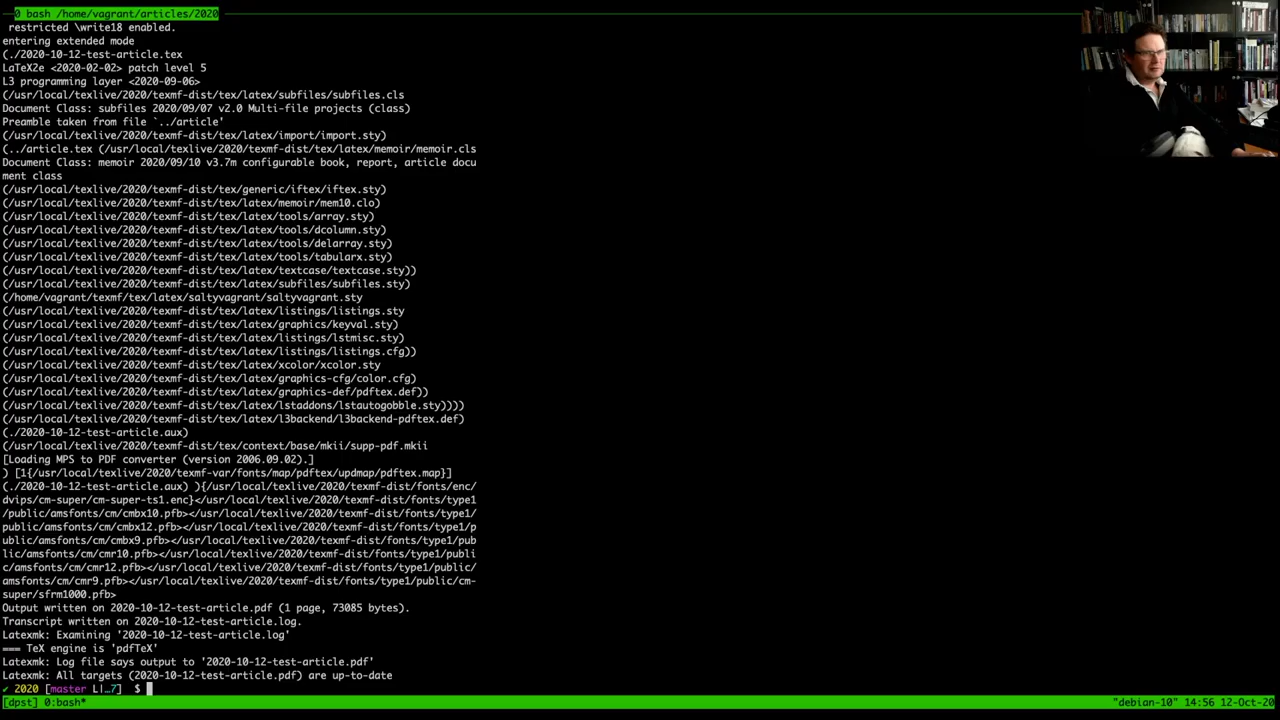 0 bash /home/vagrant/articles/2020
restricted \write18 enabled.
entering extended mode
(./2020-10-12-test-article.tex
LaTeX2e <2020-02-02> patch level 5
L3 programming layer <2020-09-06>
(/usr/local/texlive/2020/texmf-dist/tex/latex/subfiles/subfiles.cls
Document Class: subfiles 2020/09/07 v2.0 Multi-file projects (class)
Preamble taken from file `../article'
(/usr/local/texlive/2020/texmf-dist/tex/latex/import/import.sty)
(../article.tex (/usr/local/texlive/2020/texmf-dist/tex/latex/memoir/memoir.cls
Document Class: memoir 2020/09/10 v3.7m configurable book, report, article docu
ment class
(/usr/local/texlive/2020/texmf-dist/tex/generic/iftex/iftex.sty)
(/usr/local/texlive/2020/texmf-dist/tex/latex/memoir/mem10.clo)
(/usr/local/texlive/2020/texmf-dist/tex/latex/tools/array.sty)
(/usr/local/texlive/2020/texmf-dist/tex/latex/tools/dcolumn.sty)
(/usr/local/texlive/2020/texmf-dist/tex/latex/tools/delarray.sty)
(/usr/local/texlive/2020/texmf-dist/tex/latex/tools/tabularx.sty)
(/usr/local/texlive/2020/texmf-dist/tex/latex/textcase/textcase.sty))
(/usr/local/texlive/2020/texmf-dist/tex/latex/subfiles/subfiles.sty)
(/home/vagrant/texmf/tex/latex/saltyvagrant/saltyvagrant.sty
(/usr/local/texlive/2020/texmf-dist/tex/latex/listings/listings.sty
(/usr/local/texlive/2020/texmf-dist/tex/latex/graphics/keyval.sty)
(/usr/local/texlive/2020/texmf-dist/tex/latex/listings/lstmisc.sty)
(/usr/local/texlive/2020/texmf-dist/tex/latex/listings/listings.cfg))
(/usr/local/texlive/2020/texmf-dist/tex/latex/xcolor/xcolor.sty
(/usr/local/texlive/2020/texmf-dist/tex/latex/graphics-cfg/color.cfg)
(/usr/local/texlive/2020/texmf-dist/tex/latex/graphics-def/pdftex.def))
(/usr/local/texlive/2020/texmf-dist/tex/latex/lstaddons/lstautogobble.sty))))
(/usr/local/texlive/2020/texmf-dist/tex/latex/l3backend/l3backend-pdftex.def)
(./2020-10-12-test-article.aux)
(/usr/local/texlive/2020/texmf-dist/tex/context/base/mkii/supp-pdf.mkii
[Loading MPS to PDF converter (version 2006.09.02).]
) [1{/usr/local/texlive/2020/texmf-var/fonts/map/pdftex/updmap/pdftex.map}]
(./2020-10-12-test-article.aux) ){/usr/local/texlive/2020/texmf-dist/fonts/enc/
dvips/cm-super/cm-super-ts1.enc}</usr/local/texlive/2020/texmf-dist/fonts/type1
/public/amsfonts/cm/cmbx10.pfb></usr/local/texlive/2020/texmf-dist/fonts/type1/
public/amsfonts/cm/cmbx12.pfb></usr/local/texlive/2020/texmf-dist/fonts/type1/p
ublic/amsfonts/cm/cmbx9.pfb></usr/local/texlive/2020/texmf-dist/fonts/type1/pub
lic/amsfonts/cm/cmr10.pfb></usr/local/texlive/2020/texmf-dist/fonts/type1/publi
c/amsfonts/cm/cmr12.pfb></usr/local/texlive/2020/texmf-dist/fonts/type1/public/
amsfonts/cm/cmr9.pfb></usr/local/texlive/2020/texmf-dist/fonts/type1/public/cm-
super/sfrm1000.pfb>
Output written on 2020-10-12-test-article.pdf (1 page, 73085 bytes).
Transcript written on 2020-10-12-test-article.log.
Latexmk: Examining '2020-10-12-test-article.log'
=== TeX engine is 'pdfTeX'
Latexmk: Log file says output to '2020-10-12-test-article.pdf'
Latexmk: All targets (2020-10-12-test-article.pdf) are up-to-date
✔ 2020 [master L|…7] $
[dpst] 0:bash* "debian-10" 14:56 12-Oct-20